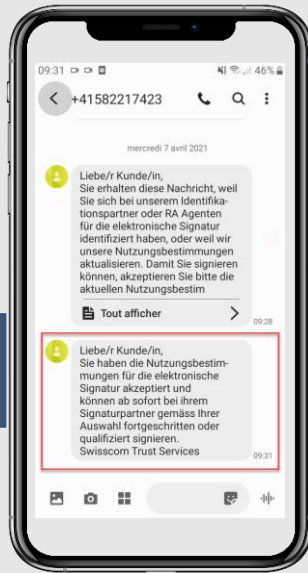 09:31
46%
+41582217423
mercredi 7 avril 2021
Liebe/r Kunde/in,
Sie erhalten diese Nachricht, weil
Sie sich bei unserem Identifika-
tionspartner oder RA Agenten
für die elektronische Signatur
identifiziert haben, oder weil wir
unsere Nutzungsbestimmungen
aktualisieren. Damit Sie signieren
können, akzeptieren Sie bitte die
aktuellen Nutzungsbestim
Tout afficher
09:28
Liebe/r Kunde/in,
Sie haben die Nutzungsbestim-
mungen für die elektronische
Signatur akzeptiert und
können ab sofort bei ihrem
Signaturpartner gemäss Ihrer
Auswahl fortgeschritten oder
qualifiziert signieren.
Swisscom Trust Services
09:31